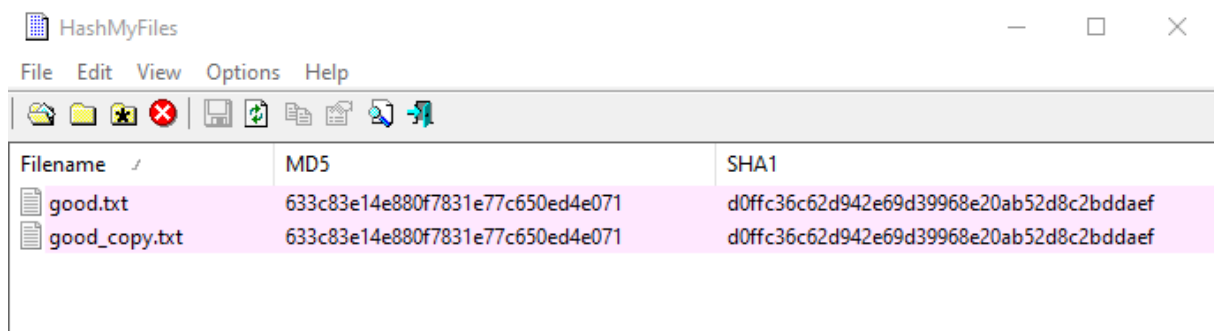 HashMyFiles
File Edit View Options Help
Filename MD5 SHA1
good.txt 633c83e14e880f7831e77c650ed4e071 d0ffc36c62d942e69d39968e20ab52d8c2bddaef
good_copy.txt 633c83e14e880f7831e77c650ed4e071 d0ffc36c62d942e69d39968e20ab52d8c2bddaef